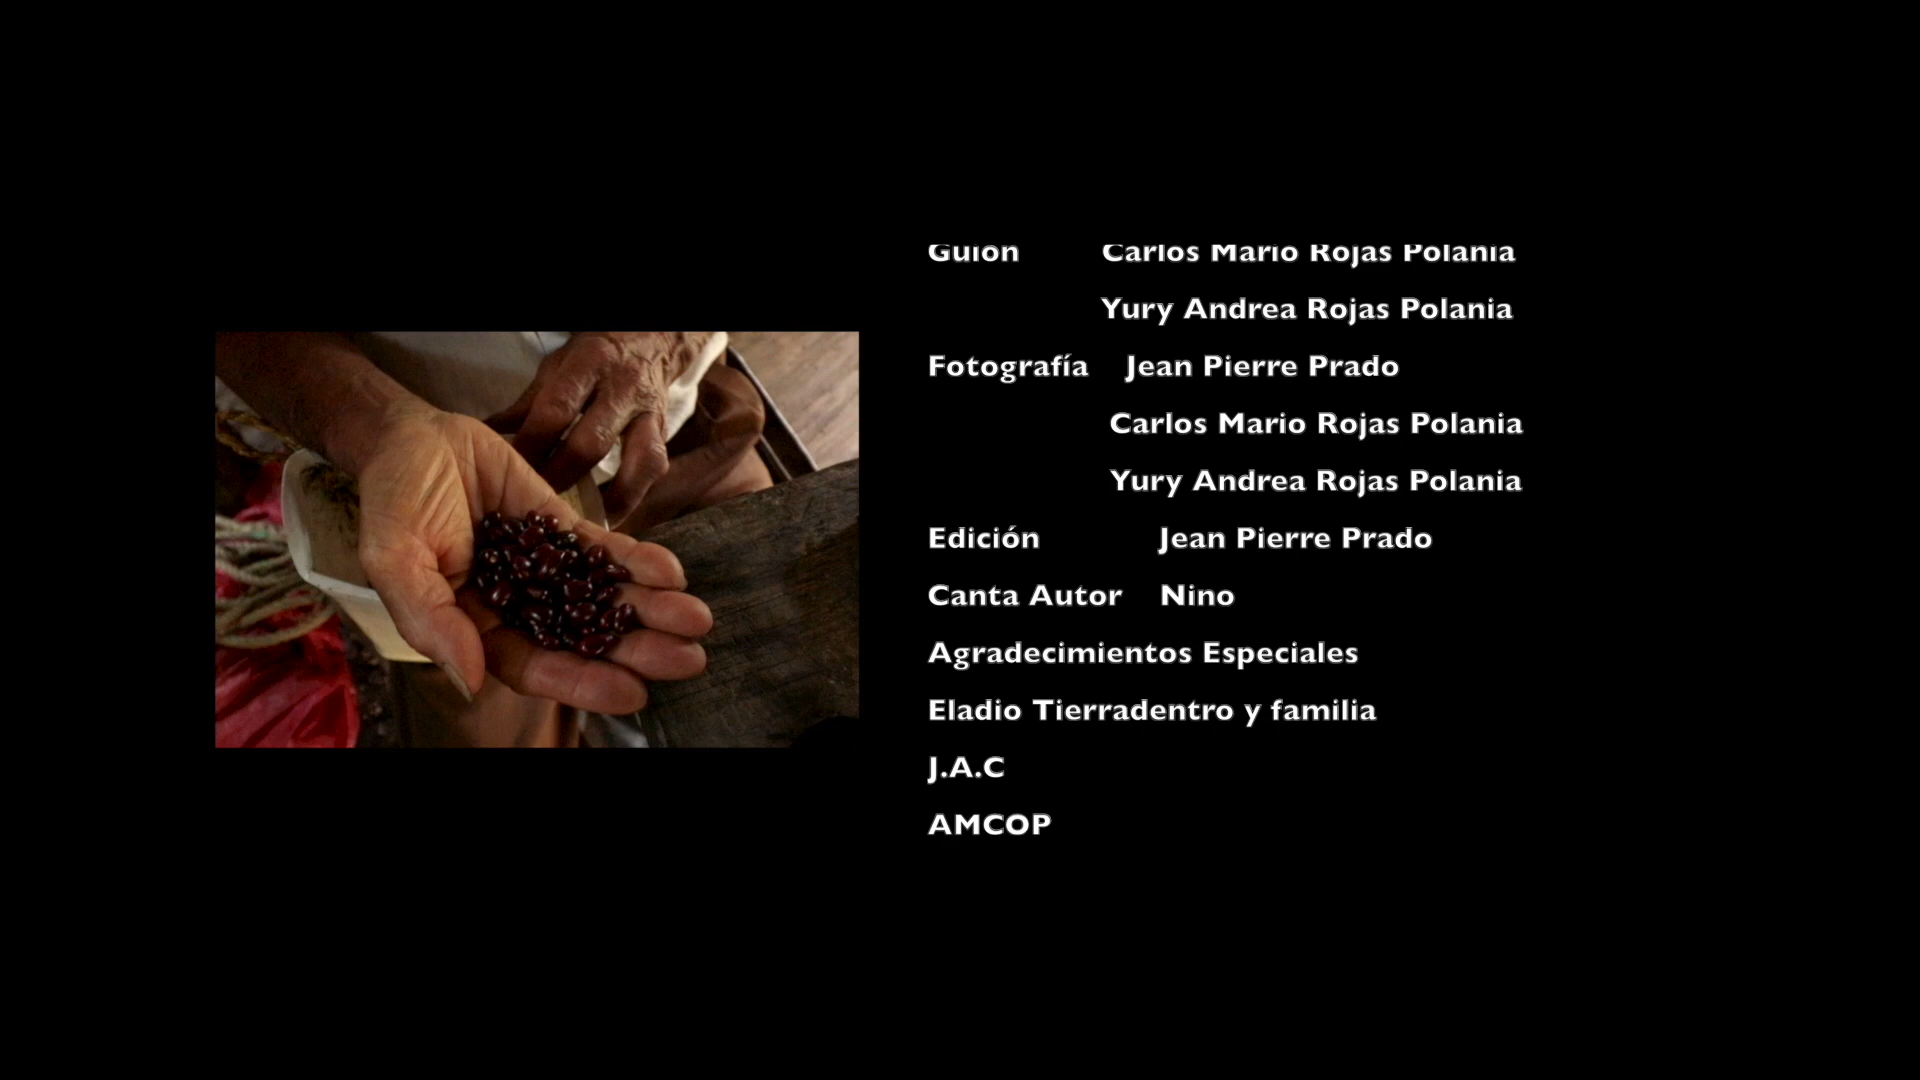 Guion Carlos Mario Rojas Polania
Yury Andrea Rojas Polania
Fotografía Jean Pierre Prado
Carlos Mario Rojas Polania
Yury Andrea Rojas Polania
Edición Jean Pierre Prado
Canta Autor Nino
Agradecimientos Especiales
Eladio Tierradentro y familia
J.A.C
AMCOP